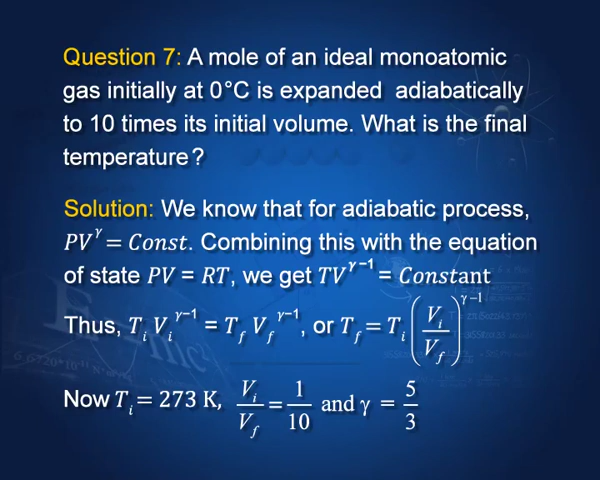 Question 7: A mole of an ideal monoatomic
gas initially at 0°C is expanded adiabatically
to 10 times its initial volume. What is the final
temperature?
Solution: We know that for adiabatic process,
PV^γ = Const. Combining this with the equation
of state PV = RT, we get TV^(γ−1) = Constant
Thus, T_i V_i^(γ−1) = T_f V_f^(γ−1), or T_f = T_i (V_i/V_f)^(γ−1)
Now T_i = 273 K, V_i/V_f = 1/10 and γ = 5/3